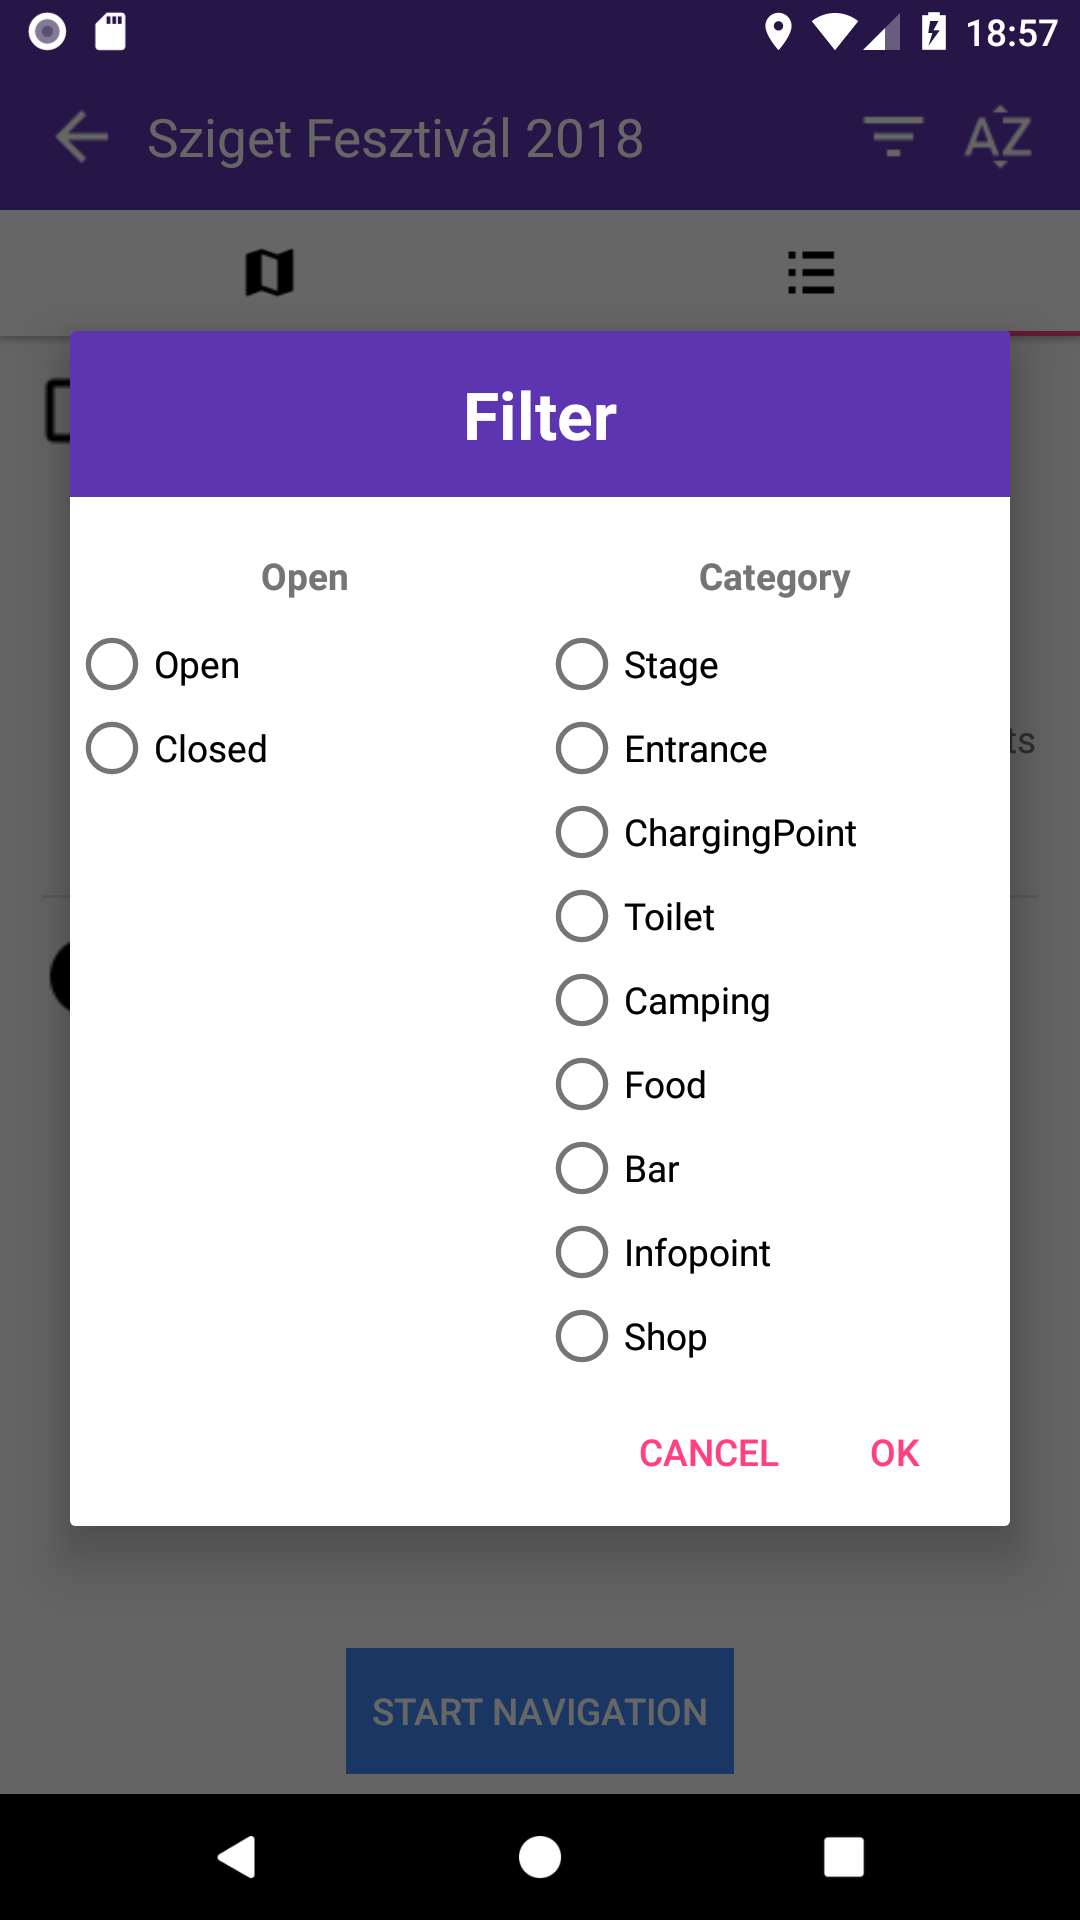 18:57
Sziget Fesztivál 2018
AZ
Filter
Open
Category
Open
Stage
Closed
Entrance
ts
ChargingPoint
Toilet
Camping
Food
Bar
Infopoint
Shop
CANCEL
OK
START NAVIGATION